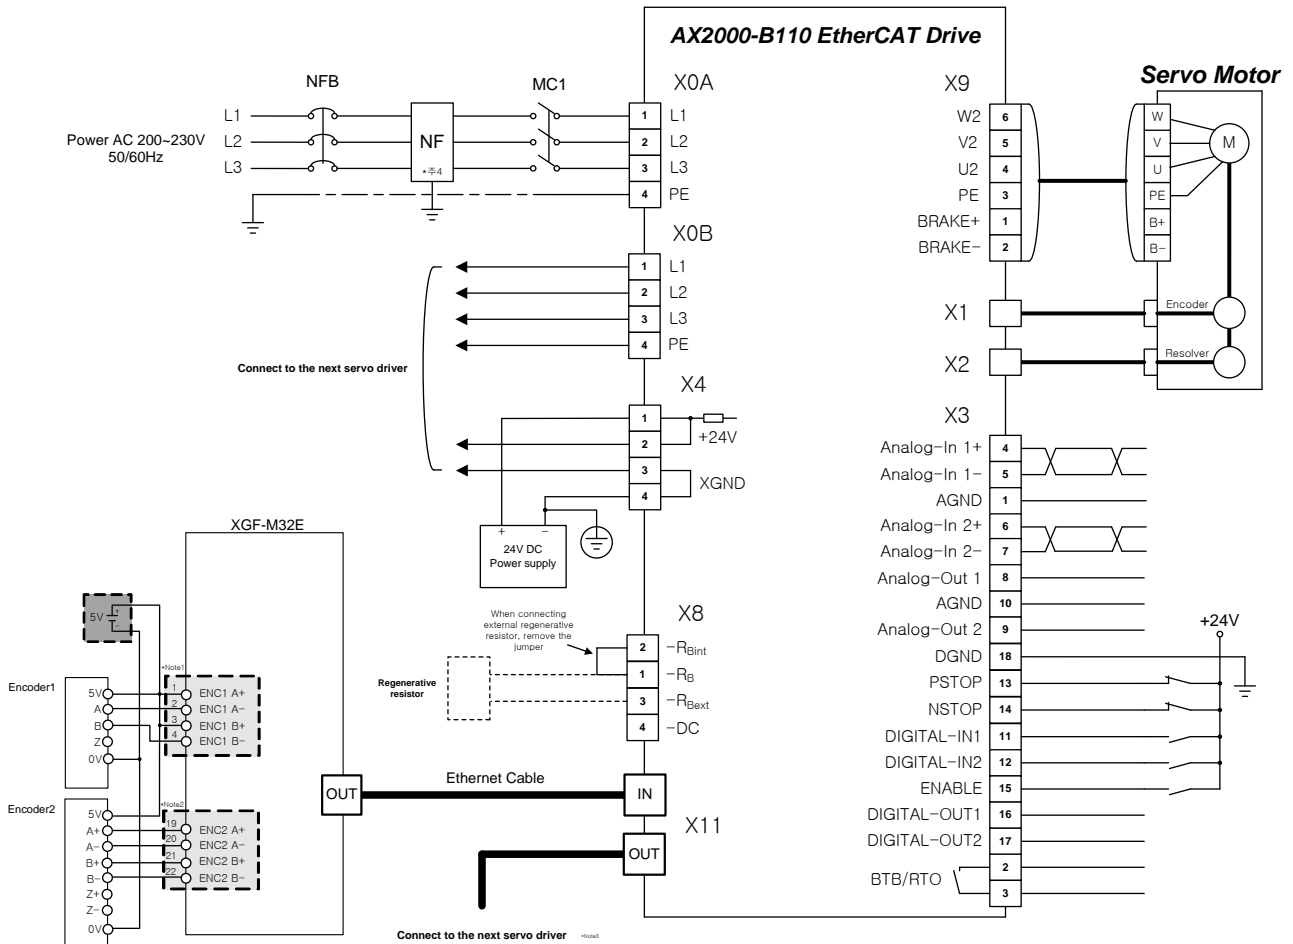 AX2000-B110 EtherCAT Drive
NFB
MC1
X0A
L1
L2
L3
Power AC 200~230V
50/60Hz
NF
*주4
1 L1
2 L2
3 L3
4 PE
X0B
1 L1
2 L2
3 L3
4 PE
Connect to the next servo driver
X4
1
2
3
4
+24V
XGND
+ -
24V DC
Power supply
X8
When connecting
external regenerative
resistor, remove the
jumper
2 -RBint
1 -RB
3 -RBext
4 -DC
Regenerative
resistor
Ethernet Cable
IN
X11
OUT
Connect to the next servo driver *Note3
XGF-M32E
OUT
5V
+
-
*Note1
Encoder1
5V
A
B
Z
0V
1 ENC1 A+
2 ENC1 A-
3 ENC1 B+
4 ENC1 B-
*Note2
Encoder2
5V
A+
A-
B+
B-
Z+
Z-
0V
19 ENC2 A+
20 ENC2 A-
21 ENC2 B+
22 ENC2 B-
X9
W2 6
V2 5
U2 4
PE 3
BRAKE+ 1
BRAKE- 2
Servo Motor
W
V
U
PE
B+
B-
M
X1
Encoder
X2
Resolver
X3
Analog-In 1+ 4
Analog-In 1- 5
AGND 1
Analog-In 2+ 6
Analog-In 2- 7
Analog-Out 1 8
AGND 10
Analog-Out 2 9
DGND 18
PSTOP 13
NSTOP 14
DIGITAL-IN1 11
DIGITAL-IN2 12
ENABLE 15
DIGITAL-OUT1 16
DIGITAL-OUT2 17
BTB/RTO
2
3
+24V